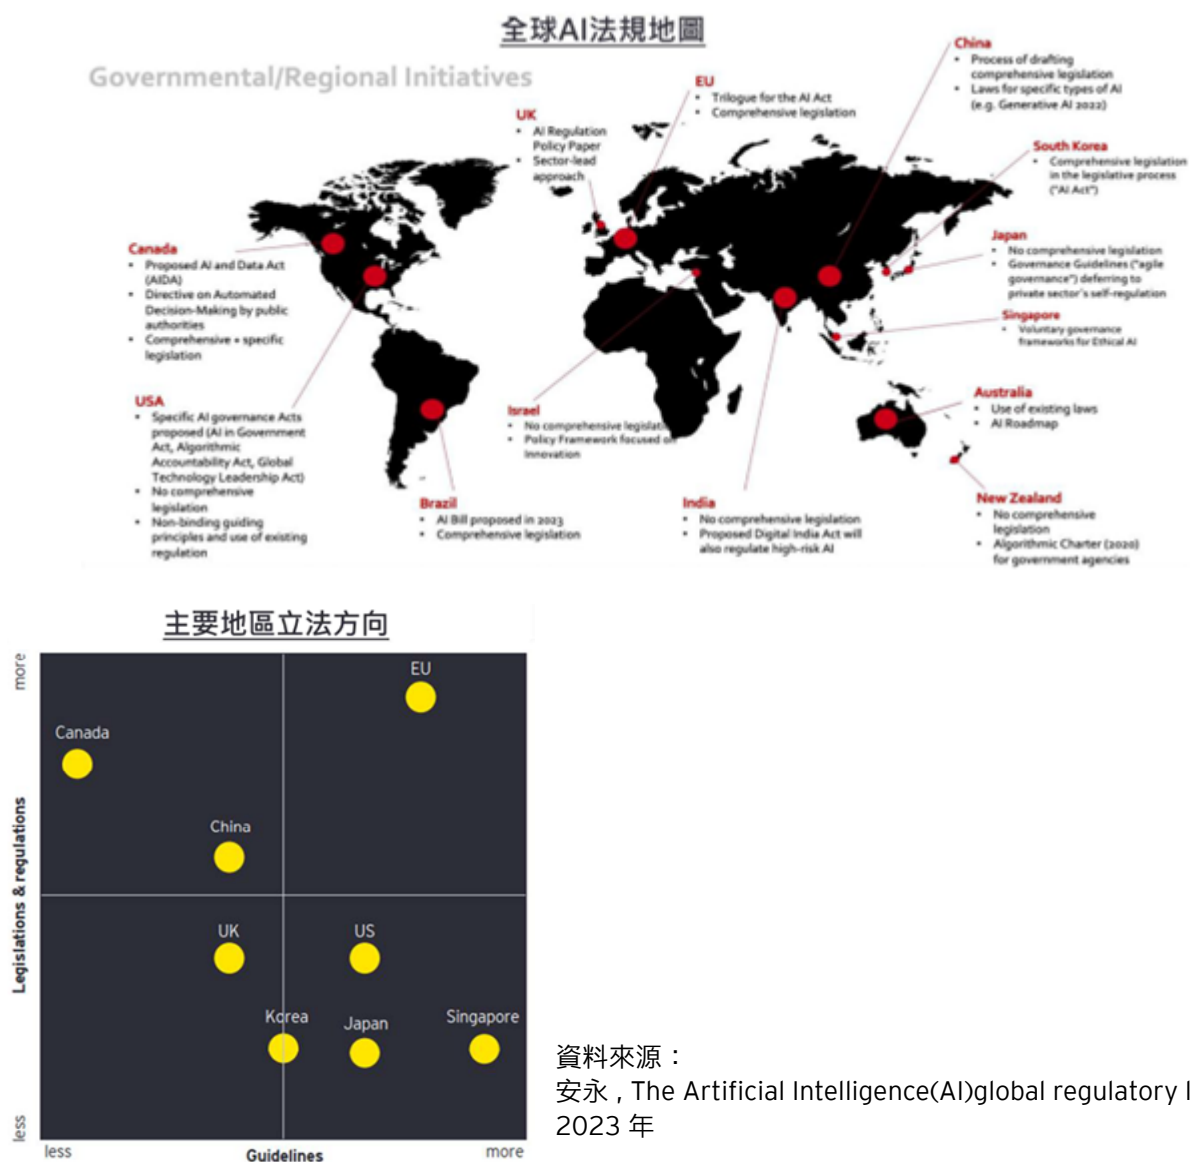 全球AI法規地圖
Governmental/Regional Initiatives
China
• Process of drafting
comprehensive legislation
• Laws for specific types of AI
(e.g. Generative AI 2022)
EU
• Trilogue for the AI Act
• Comprehensive legislation
UK
• AI Regulation
Policy Paper
• Sector-lead
approach
South Korea
• Comprehensive legislation
in the legislative process
("AI Act")
Canada
• Proposed AI and Data Act
(AIDA)
• Directive on Automated
Decision-Making by public
authorities
• Comprehensive + specific
legislation
Japan
• No comprehensive legislation
• Governance Guidelines ("agile
governance") deferring to
private sector's self-regulation
Singapore
• Voluntary governance
frameworks for Ethical AI
USA
• Specific AI governance Acts
proposed (AI in Government
Act, Algorithmic
Accountability Act, Global
Technology Leadership Act)
• No comprehensive
legislation
• Non-binding guiding
principles and use of existing
regulation
Israel
• No comprehensive legislatio
• Policy Framework focused on
Innovation
Australia
• Use of existing laws
• AI Roadmap
Brazil
• AI Bill proposed in 2023
• Comprehensive legislation
India
• No comprehensive legislation
• Proposed Digital India Act will
also regulate high-risk AI
New Zealand
• No comprehensive
legislation
• Algorithmic Charter (2020)
for government agencies
主要地區立法方向
more
Legislations & regulations
less
EU
Canada
China
UK
US
Korea
Japan
Singapore
less
Guidelines
more
資料來源：
安永 , The Artificial Intelligence(AI)global regulatory l
2023 年